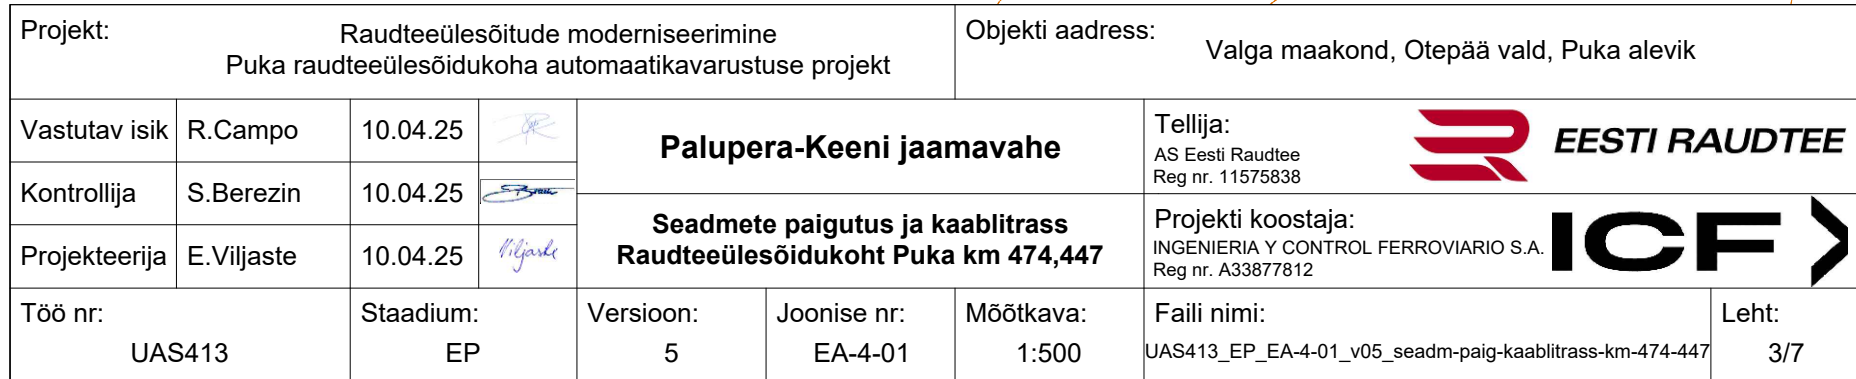 Projekt:
Raudteeülesõitude moderniseerimine
Puka raudteeülesõidukoha automaatikavarustuse projekt
Objekti aadress:
Valga maakond, Otepää vald, Puka alevik
Vastutav isik R.Campo 10.04.25
Kontrollija S.Berezin 10.04.25
Projekteerija E.Viljaste 10.04.25 Viljaste
Palupera-Keeni jaamavahe
Seadmete paigutus ja kaablitrass
Raudteeülesõidukoht Puka km 474,447
Tellija:
AS Eesti Raudtee
Reg nr. 11575838
EESTI RAUDTEE
Projekti koostaja:
INGENIERIA Y CONTROL FERROVIARIO S.A.
Reg nr. A33877812
ICF
Töö nr:
UAS413
Staadium:
EP
Versioon:
5
Joonise nr:
EA-4-01
Mõõtkava:
1:500
Faili nimi:
UAS413_EP_EA-4-01_v05_seadm-paig-kaablitrass-km-474-447
Leht:
3/7